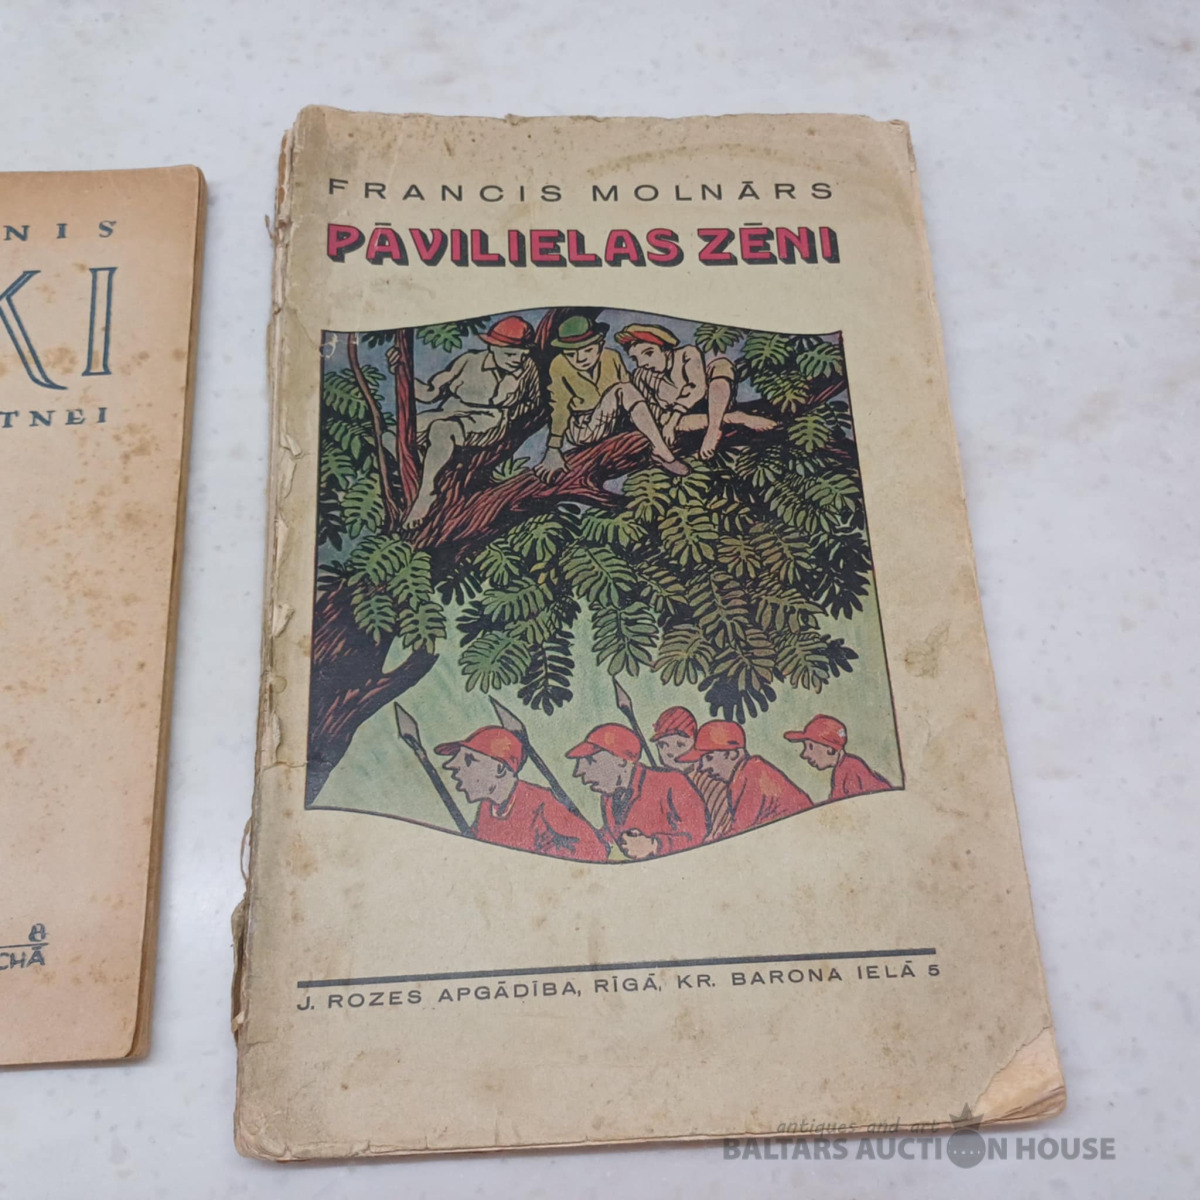 NIS
KI
TNEI
8
CHĀ
FRANCIS MOLNĀRS
PĀVILIELAS ZĒNI
J. ROZES APGĀDĪBA, RĪGĀ, KR. BARONA IELĀ 5
antiques and art
BALTARS AUCTION HOUSE